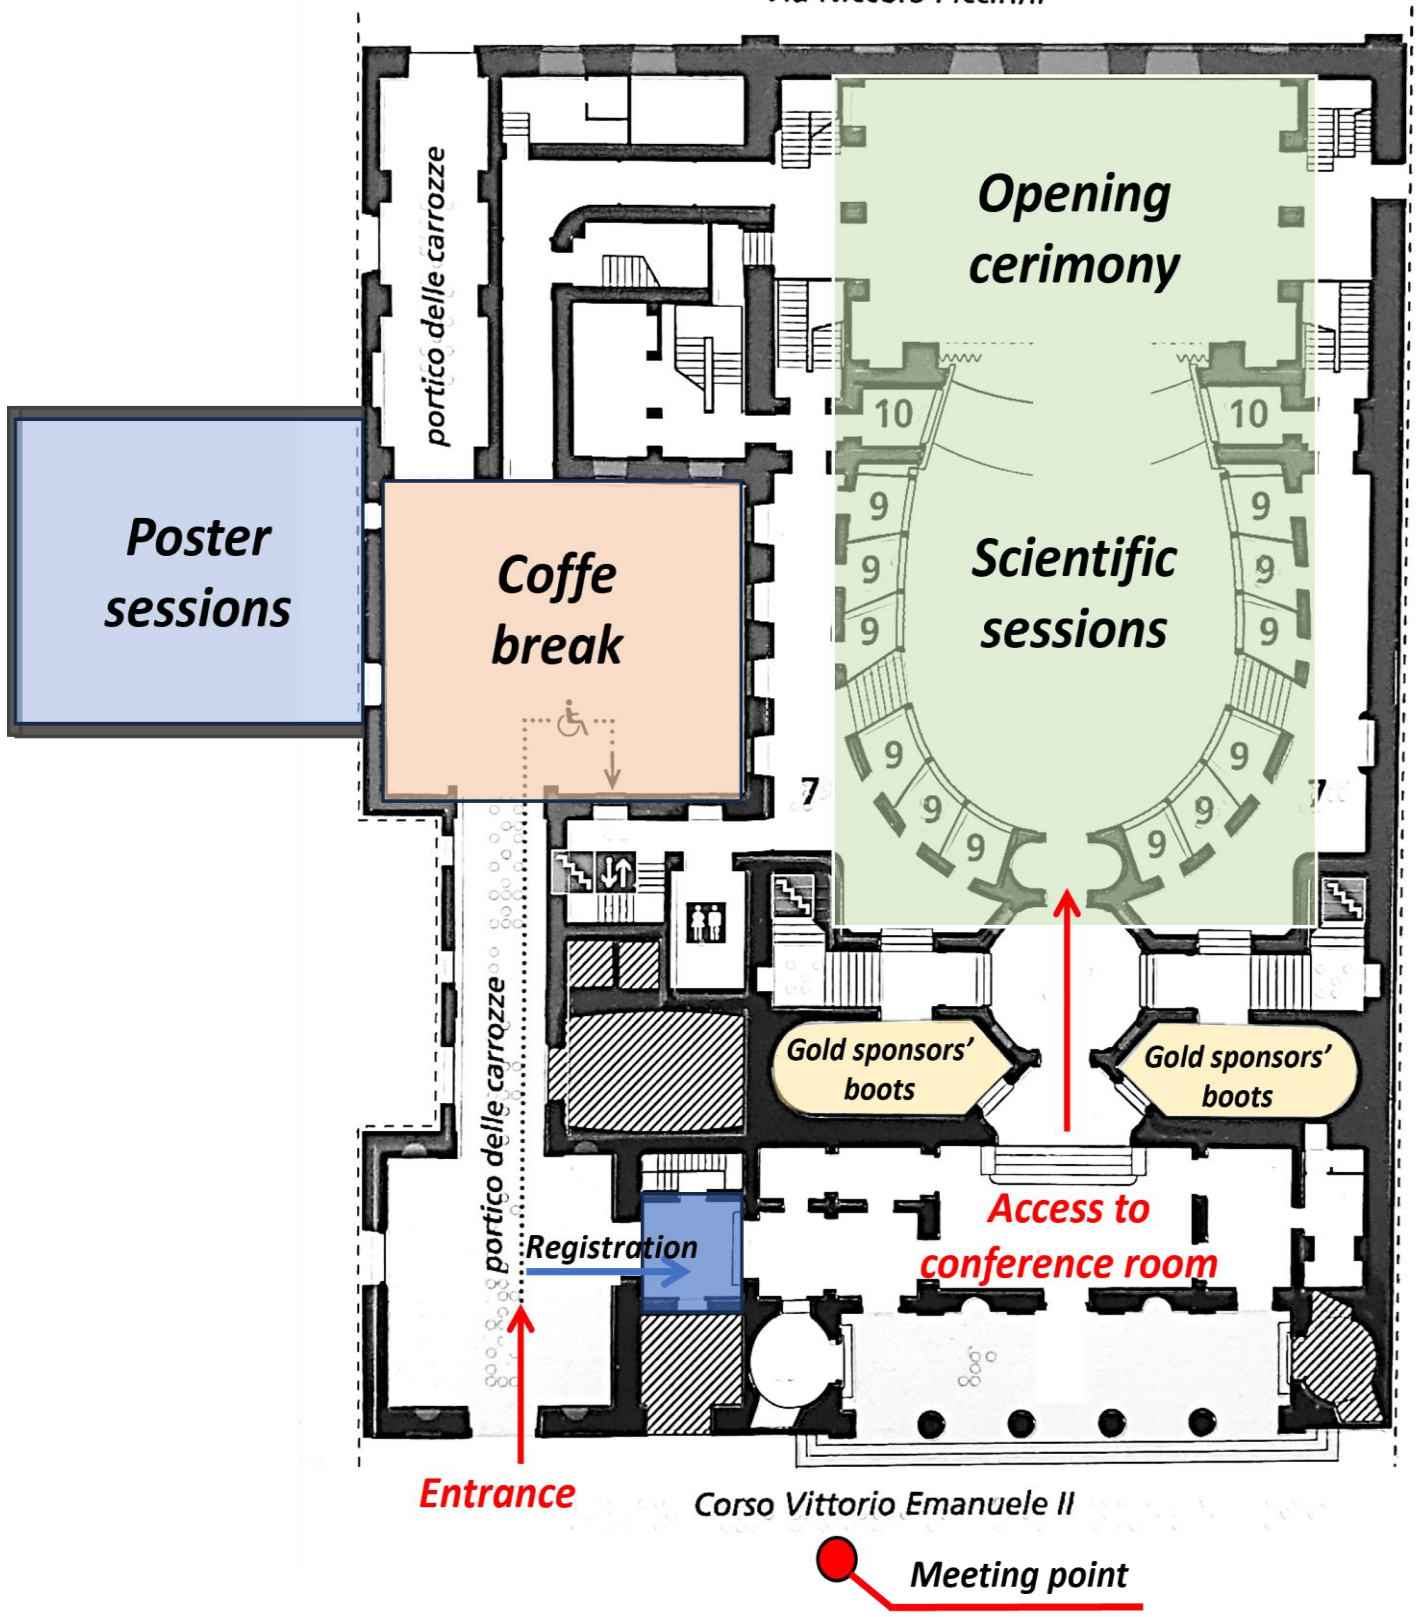 portico delle carrozze
Opening
cerimony
10
10
Poster
sessions
Coffe
break
Scientific
sessions
9
9
9
9
9
9
9
9
9
9
9
9
7
7
portico delle carrozze
Gold sponsors’
boots
Gold sponsors’
boots
Registration
Access to
conference room
Entrance
Corso Vittorio Emanuele II
Meeting point